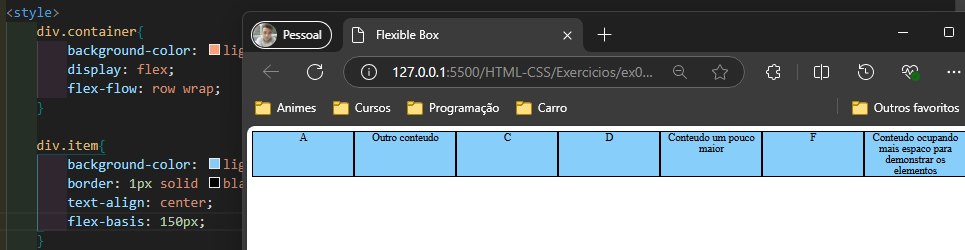 <style>
div.container{
background-color: lig
display: flex;
flex-flow: row wrap;
}
div.item{
background-color: lig
border: 1px solid bla
text-align: center;
flex-basis: 150px;
}
Pessoal
Flexible Box
127.0.0.1:5500/HTML-CSS/Exercicios/ex0...
Animes
Cursos
Programação
Carro
Outros favoritos
A
Outro conteudo
C
D
Conteudo um pouco
maior
F
Conteudo ocupando
mais espaco para
demonstrar os
elementos